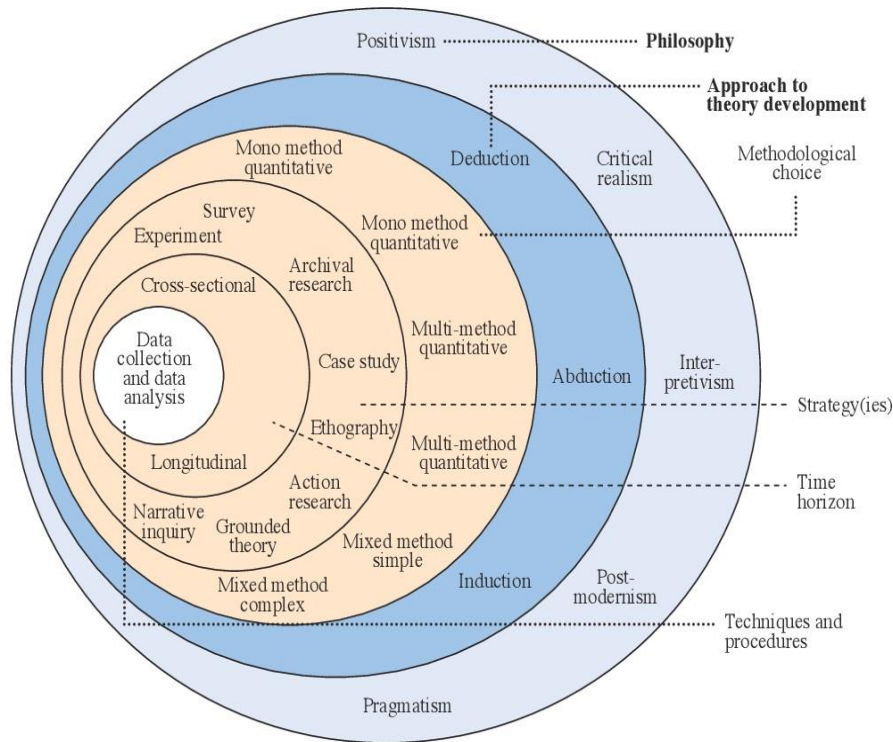 Positivism
Philosophy
Approach to
theory development
Mono method
quantitative
Deduction
Critical
realism
Methodological
choice
Survey
Experiment
Mono method
quantitative
Archival
research
Cross-sectional
Data
collection
and data
analysis
Case study
Multi-method
quantitative
Abduction
Inter-
pretivism
Strategy(ies)
Ethography
Multi-method
quantitative
Longitudinal
Action
research
Time
horizon
Narrative
inquiry
Grounded
theory
Mixed method
simple
Mixed method
complex
Induction
Post-
modernism
Techniques and
procedures
Pragmatism